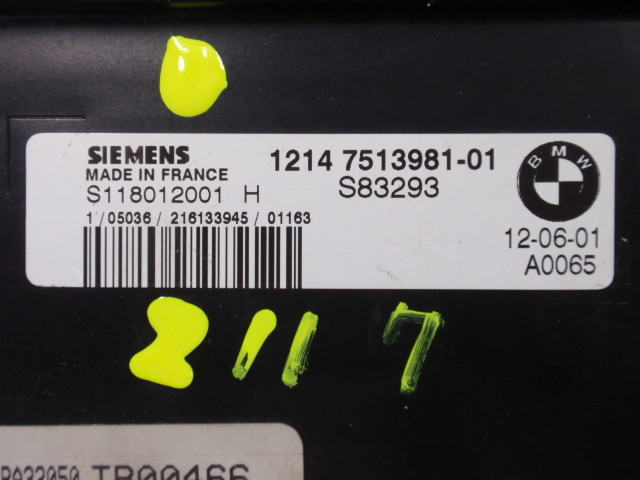 SIEMENS 1214 7513981-01 BMW
MADE IN FRANCE
S118012001 H S83293
1/05036 / 216133945 / 01163
12-06-01
A0065
2117
TB00466